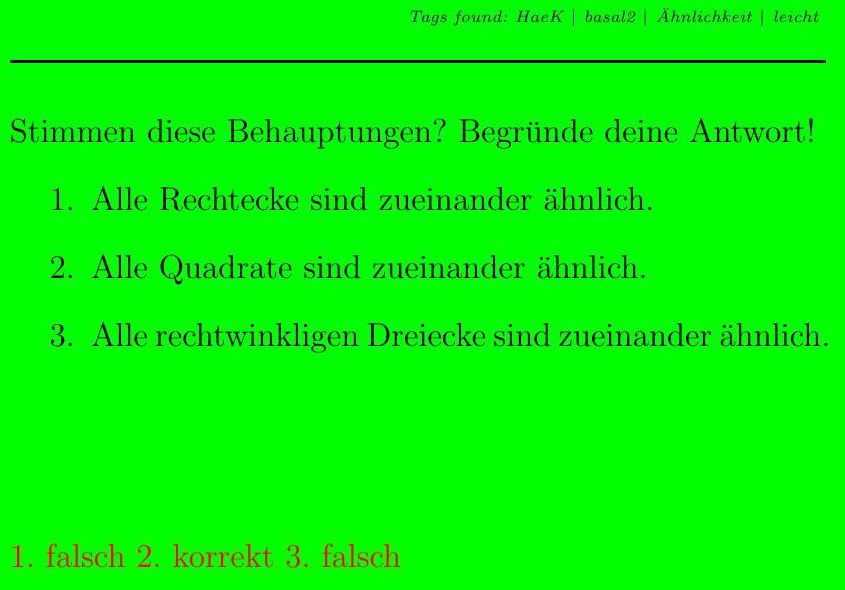 Tags found: HaeK | basal2 | Ähnlichkeit | leicht
Stimmen diese Behauptungen? Begründe deine Antwort!
1. Alle Rechtecke sind zueinander ähnlich.
2. Alle Quadrate sind zueinander ähnlich.
3. Alle rechtwinkligen Dreiecke sind zueinander ähnlich.
1. falsch 2. korrekt 3. falsch